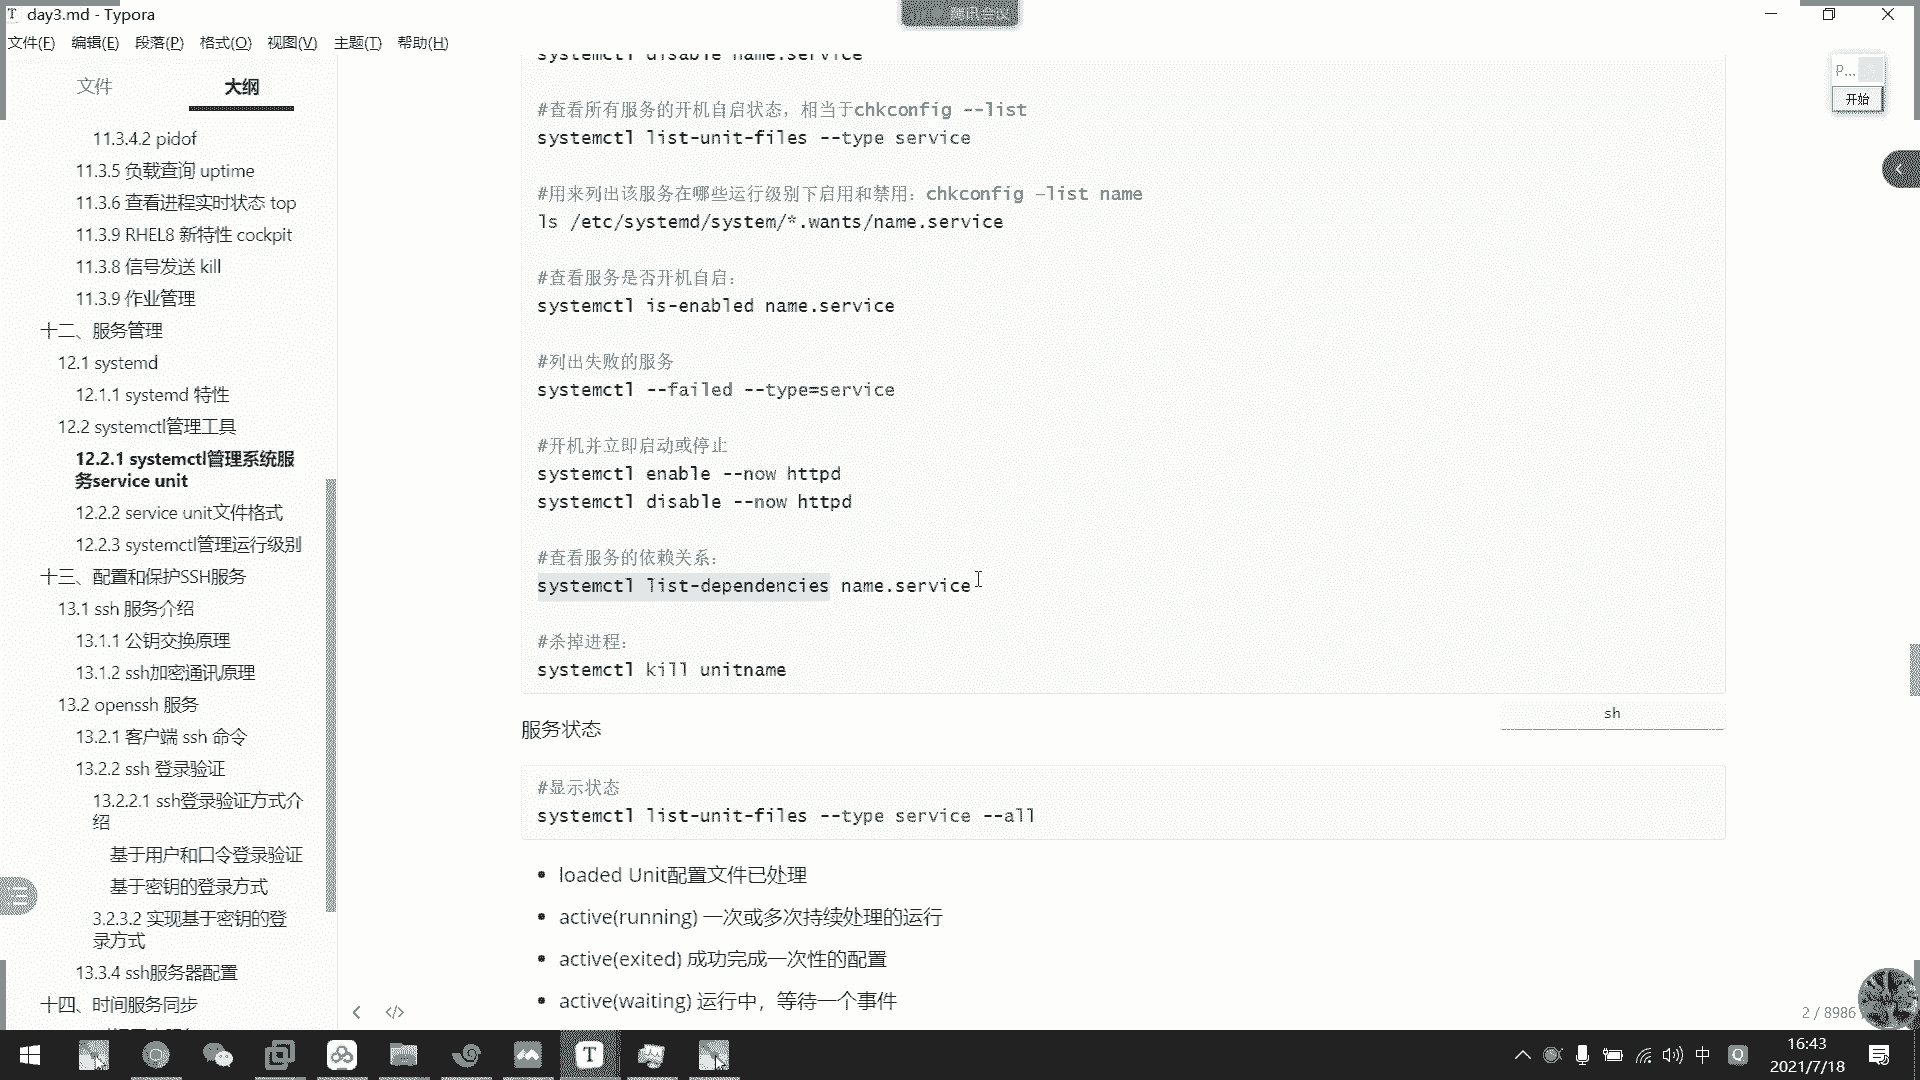 day3.md - Typora
腾讯会议
文件(F) 编辑(E) 段落(P) 格式(O) 视图(V) 主题(T) 帮助(H)
文件 大纲
11.3.4.2 pidof
11.3.5 负载查询 uptime
11.3.6 查看进程实时状态 top
11.3.9 RHEL8 新特性 cockpit
11.3.8 信号发送 kill
11.3.9 作业管理
十二、服务管理
12.1 systemd
12.1.1 systemd 特性
12.2 systemctl管理工具
12.2.1 systemctl管理系统服
务service unit
12.2.2 service unit文件格式
12.2.3 systemctl管理运行级别
十三、配置和保护SSH服务
13.1 ssh 服务介绍
13.1.1 公钥交换原理
13.1.2 ssh加密通讯原理
13.2 openssh 服务
13.2.1 客户端 ssh 命令
13.2.2 ssh 登录验证
13.2.2.1 ssh登录验证方式介
绍
基于用户和口令登录验证
基于密钥的登录方式
3.2.3.2 实现基于密钥的登
录方式
13.3.4 ssh服务器配置
十四、时间服务同步
systemctl disable name.service
#查看所有服务的开机自启状态，相当于chkconfig --list
systemctl list-unit-files --type service
#用来列出该服务在哪些运行级别下启用和禁用：chkconfig –list name
ls /etc/systemd/system/*.wants/name.service
#查看服务是否开机自启：
systemctl is-enabled name.service
#列出失败的服务
systemctl --failed --type=service
#开机并立即启动或停止
systemctl enable --now httpd
systemctl disable --now httpd
#查看服务的依赖关系：
systemctl list-dependencies name.service
#杀掉进程：
systemctl kill unitname
sh
服务状态
#显示状态
systemctl list-unit-files --type service --all
• loaded Unit配置文件已处理
• active(running) 一次或多次持续处理的运行
• active(exited) 成功完成一次性的配置
• active(waiting) 运行中，等待一个事件
P...
开始
2 / 8986
中
16:43
2021/7/18